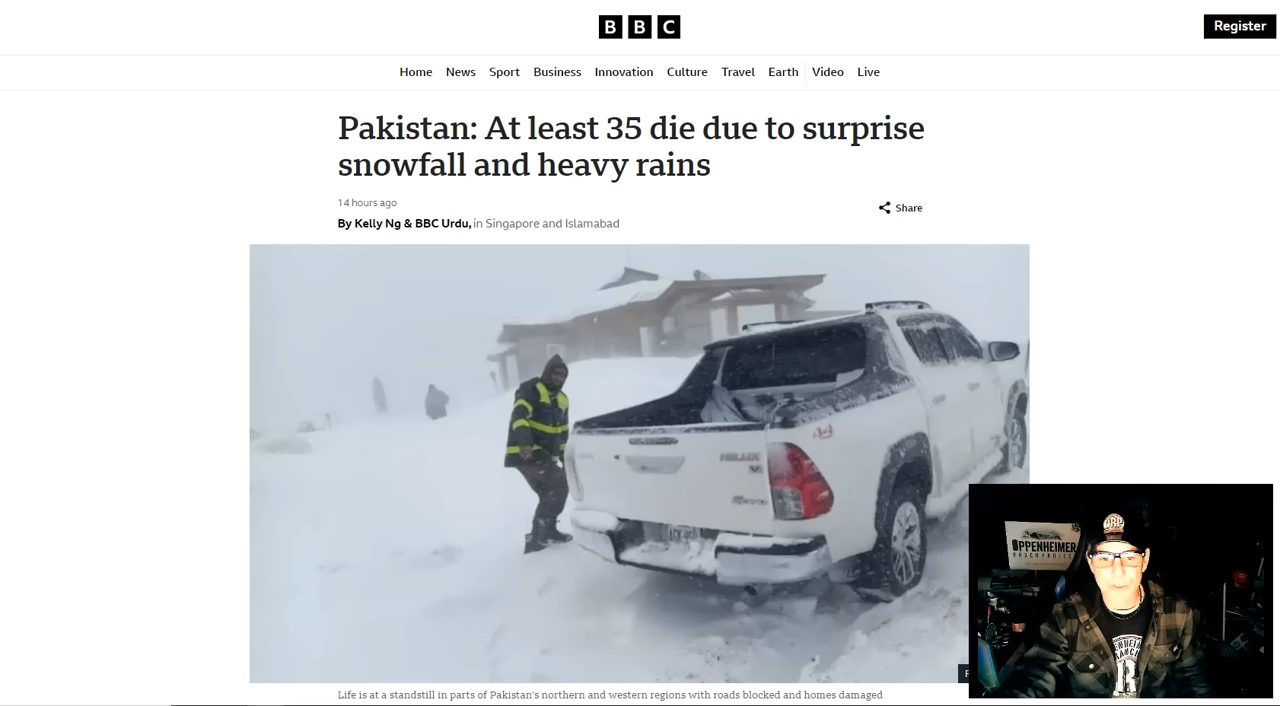 BBC
Register
Home News Sport Business Innovation Culture Travel Earth Video Live
Pakistan: At least 35 die due to surprise
snowfall and heavy rains
14 hours ago
Share
By Kelly Ng & BBC Urdu, in Singapore and Islamabad
4x4
HILUX
OPPENHEIMER
RANCH PROJECT
Life is at a standstill in parts of Pakistan's northern and western regions with roads blocked and homes damaged